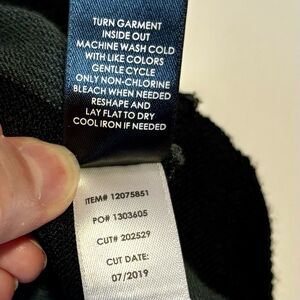 TURN GARMENT
INSIDE OUT
MACHINE WASH COLD
WITH LIKE COLORS
GENTLE CYCLE
ONLY NON-CHLORINE
BLEACH WHEN NEEDED
RESHAPE AND
LAY FLAT TO DRY
COOL IRON IF NEEDED
ITEM# 12075851
PO# 1303605
CUT# 202529
CUT DATE:
07/2019